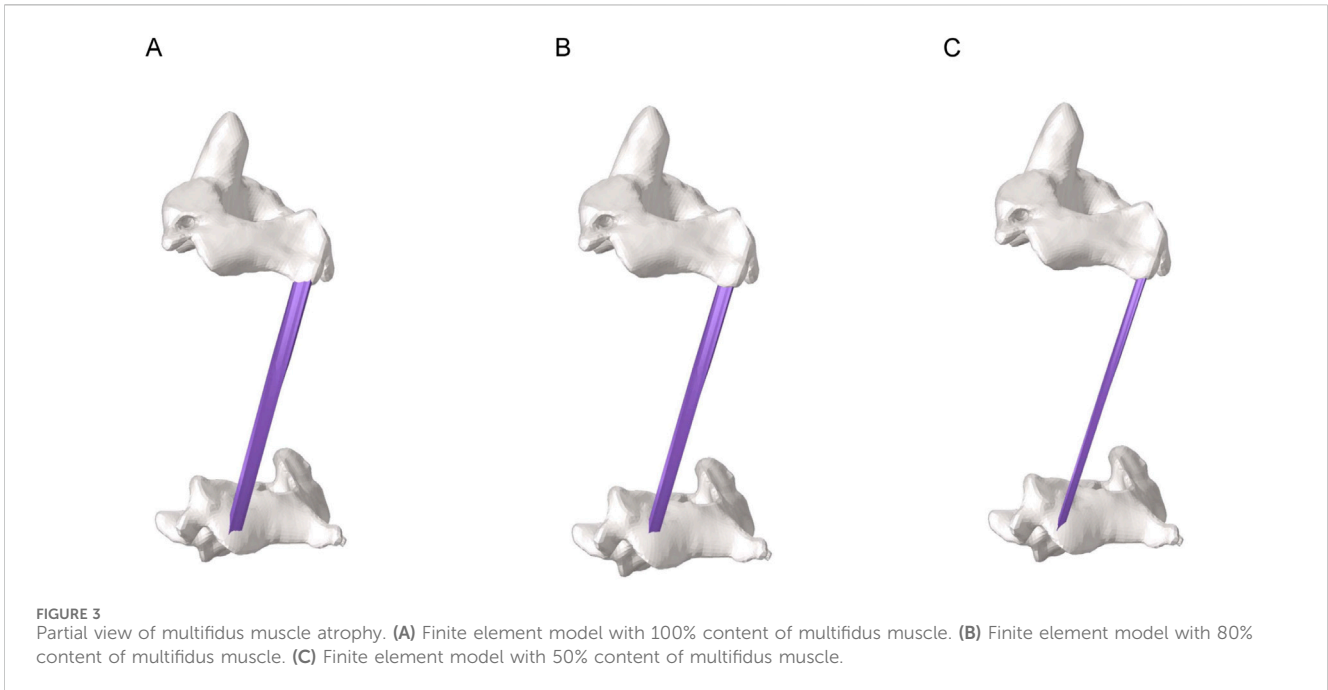 A
B
C
FIGURE 3
Partial view of multifidus muscle atrophy. (A) Finite element model with 100% content of multifidus muscle. (B) Finite element model with 80%
content of multifidus muscle. (C) Finite element model with 50% content of multifidus muscle.